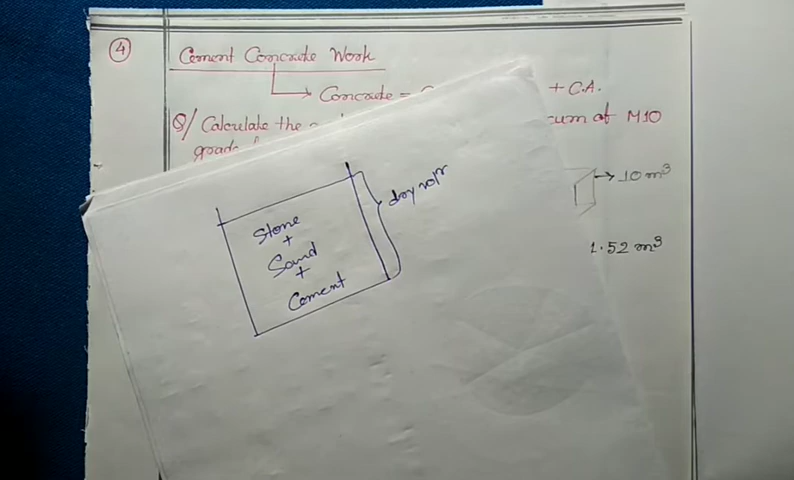 4
Cement Concrete Work
Concrete = + C.A.
Q/ Calculate the cum of M10
grade
→ 10 m³
1.52 m³
Stone
+
Sand
+
Cement
dry vol^m